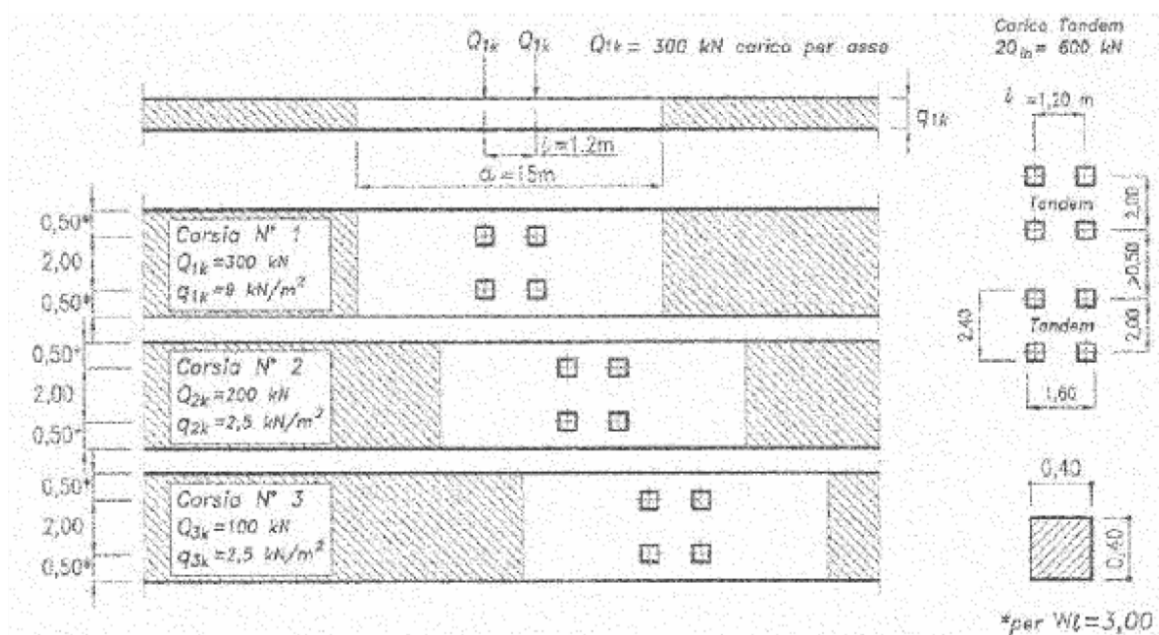 Q1k Q1k Q1k = 300 kN carico per asse
Carico Tandem
2Q1n = 600 kN
q1k
i = 1,20 m
i = 1.2m
a = 15m
0,50*
2,00
0,50*
Corsia N° 1
Q1k=300 kN
q1k=9 kN/m²
Tandem
2,00
>0,50
2,00
2,40
Tandem
1,60
0,50*
2,00
0,50*
Corsia N° 2
Q2k=200 kN
q2k=2,5 kN/m²
0,50*
2,00
0,50*
Corsia N° 3
Q3k=100 kN
q3k=2,5 kN/m²
0,40
0,40
*per Wl=3,00